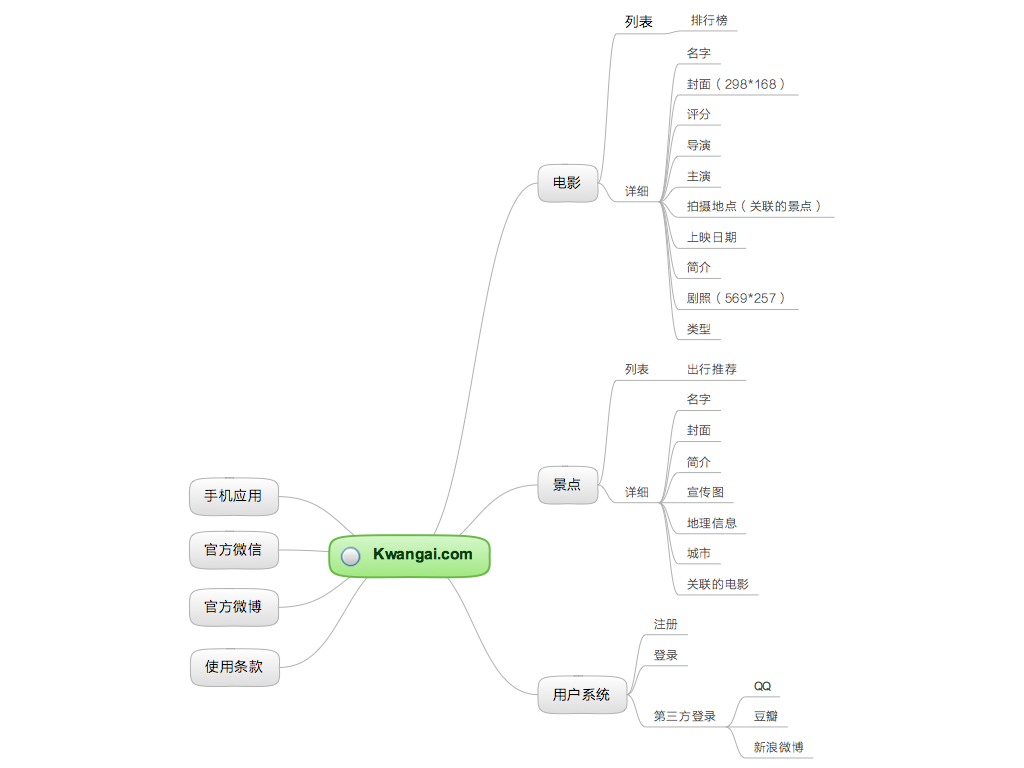 Kwangai.com
电影
列表
排行榜
详细
名字
封面（298*168）
评分
导演
主演
拍摄地点（关联的景点）
上映日期
简介
剧照（569*257）
类型
景点
列表
出行推荐
详细
名字
封面
简介
宣传图
地理信息
城市
关联的电影
用户系统
注册
登录
第三方登录
QQ
豆瓣
新浪微博
手机应用
官方微信
官方微博
使用条款